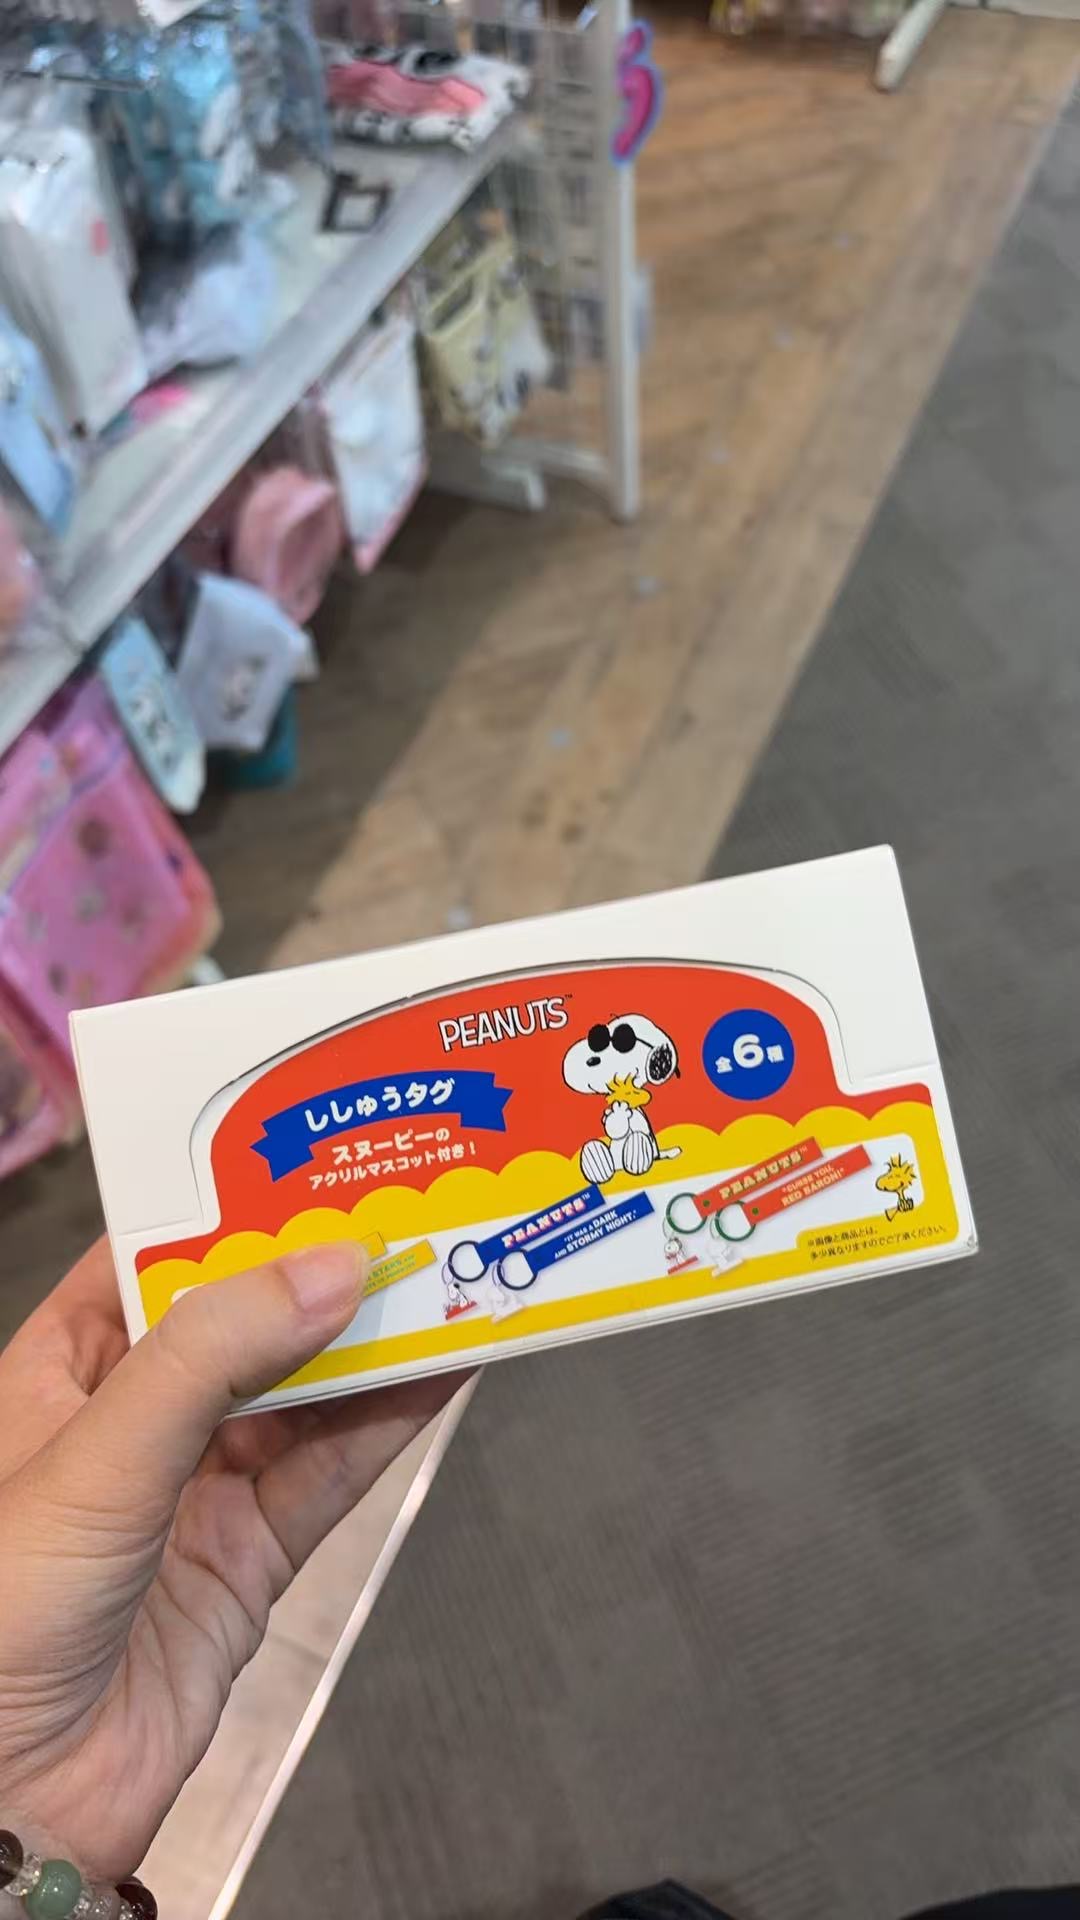 PEANUTS™
全6種
ししゅうタグ
スヌーピーの
アクリルマスコット付き!
PEANUTS™
"IT WAS A DARK
AND STORMY NIGHT."
PEANUTS™
"CURSE YOU,
RED BARON!"
※画像と商品とは、
多少異なりますのでご了承ください。